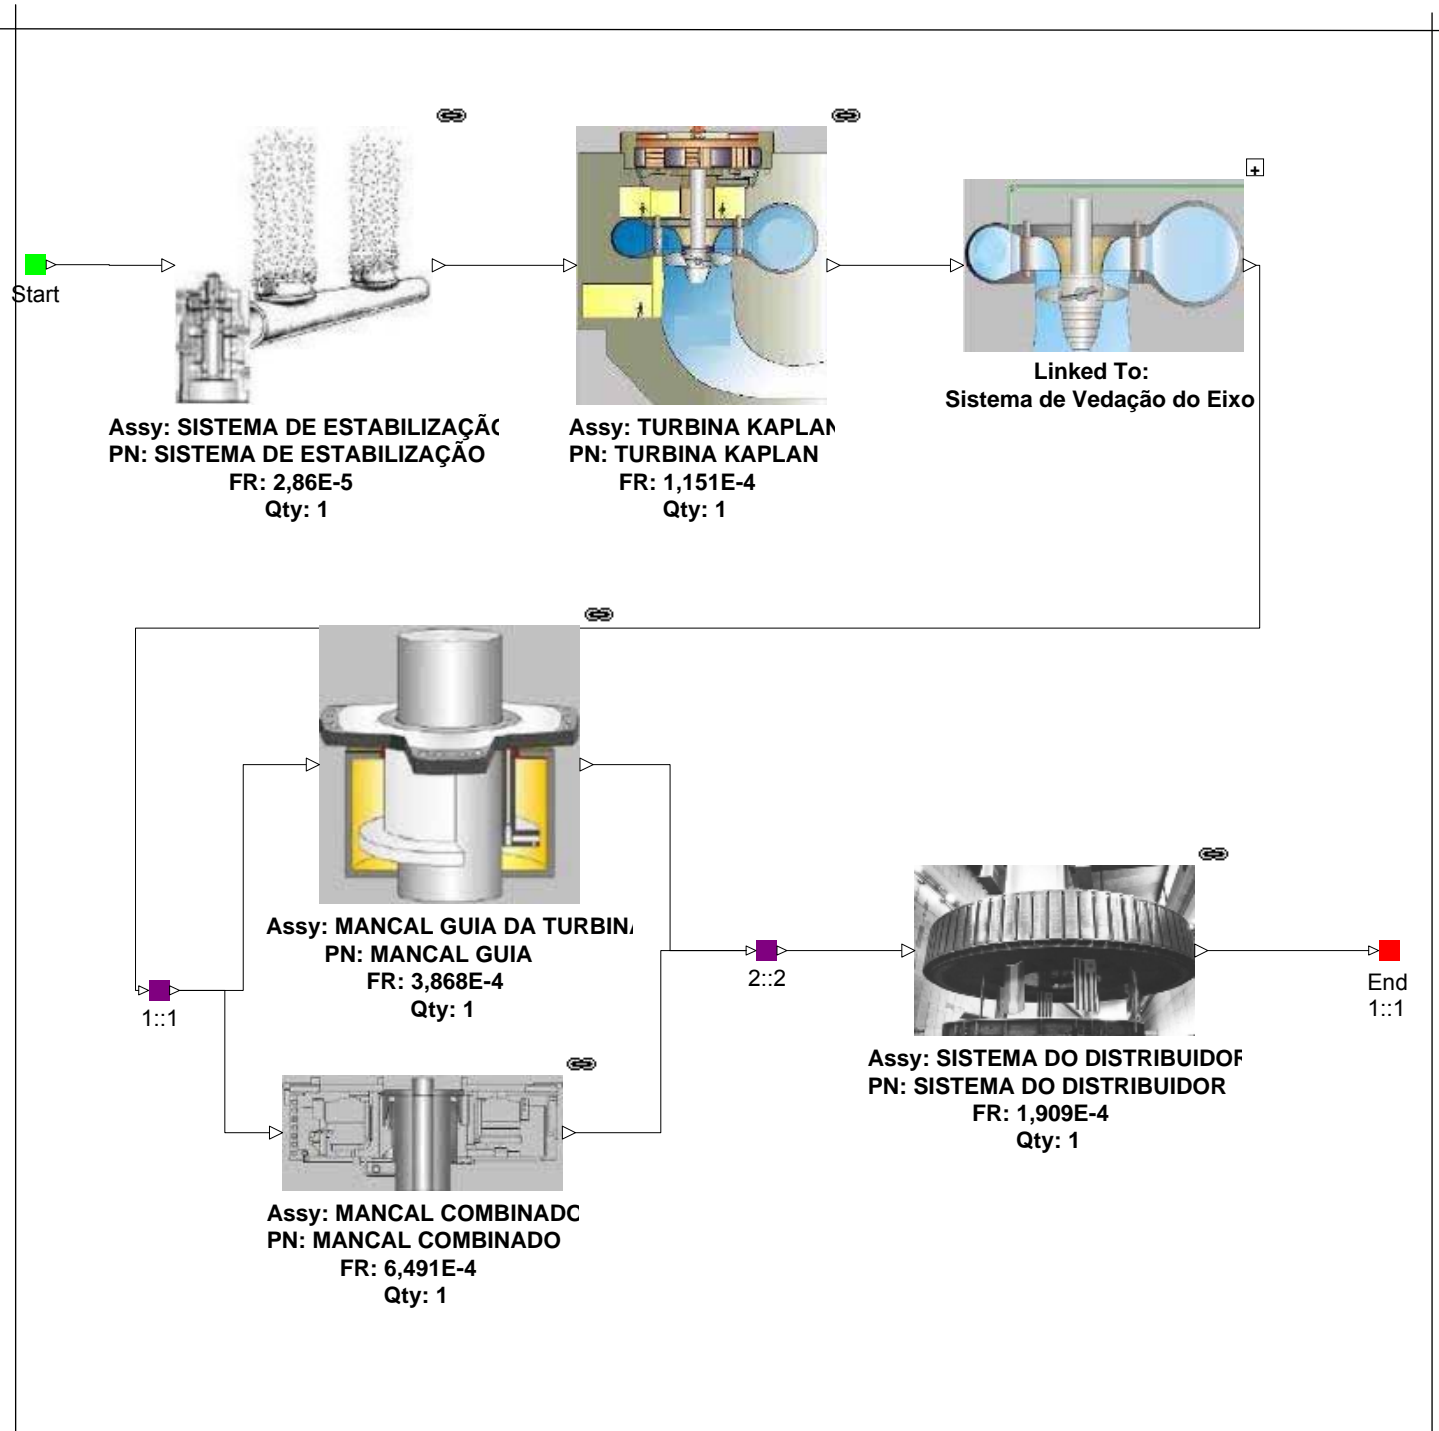 Start
Assy: SISTEMA DE ESTABILIZAÇÃO
PN: SISTEMA DE ESTABILIZAÇÃO
FR: 2,86E-5
Qty: 1
Assy: TURBINA KAPLAN
PN: TURBINA KAPLAN
FR: 1,151E-4
Qty: 1
Linked To:
Sistema de Vedação do Eixo
Assy: MANCAL GUIA DA TURBINA
PN: MANCAL GUIA
FR: 3,868E-4
Qty: 1
1::1
2::2
Assy: SISTEMA DO DISTRIBUIDOR
PN: SISTEMA DO DISTRIBUIDOR
FR: 1,909E-4
Qty: 1
End
1::1
Assy: MANCAL COMBINADO
PN: MANCAL COMBINADO
FR: 6,491E-4
Qty: 1